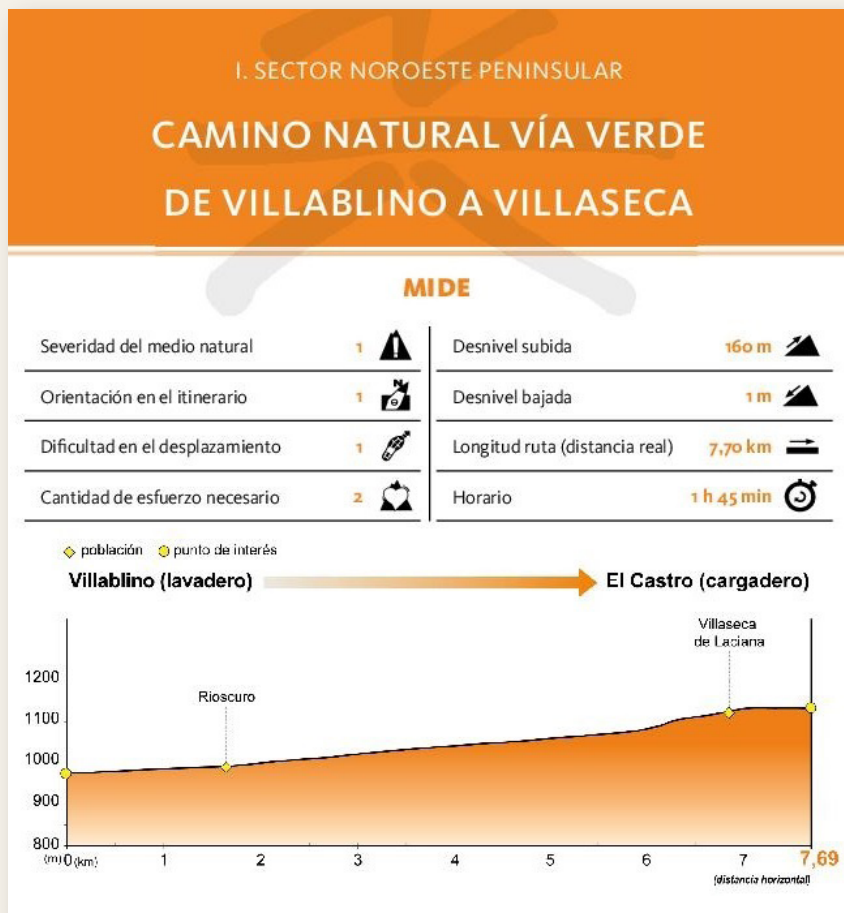 I. SECTOR NOROESTE PENINSULAR
CAMINO NATURAL VÍA VERDE
DE VILLABLINO A VILLASECA
MIDE
Severidad del medio natural 1
Orientación en el itinerario 1
N
Dificultad en el desplazamiento 1
Cantidad de esfuerzo necesario 2
Desnivel subida 160 m
Desnivel bajada 1 m
Longitud ruta (distancia real) 7,70 km
Horario 1 h 45 min
población punto de interés
Villablino (lavadero) El Castro (cargadero)
Villaseca
de Laciana
Rioscuro
1200
1100
1000
900
800
(m) 0 (km) 1 2 3 4 5 6 7 7,69
(distancia horizontal)